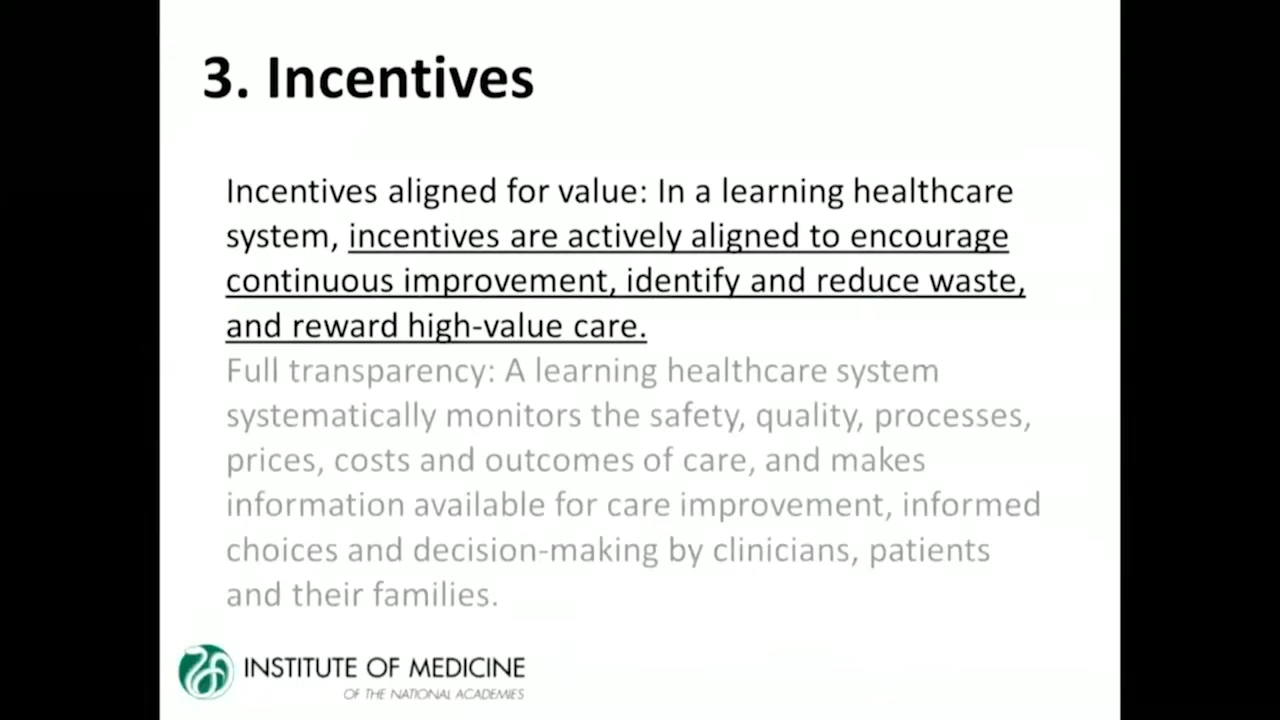 3. Incentives
Incentives aligned for value: In a learning healthcare
system, incentives are actively aligned to encourage
continuous improvement, identify and reduce waste,
and reward high-value care.
Full transparency: A learning healthcare system
systematically monitors the safety, quality, processes,
prices, costs and outcomes of care, and makes
information available for care improvement, informed
choices and decision-making by clinicians, patients
and their families.
INSTITUTE OF MEDICINE
OF THE NATIONAL ACADEMIES